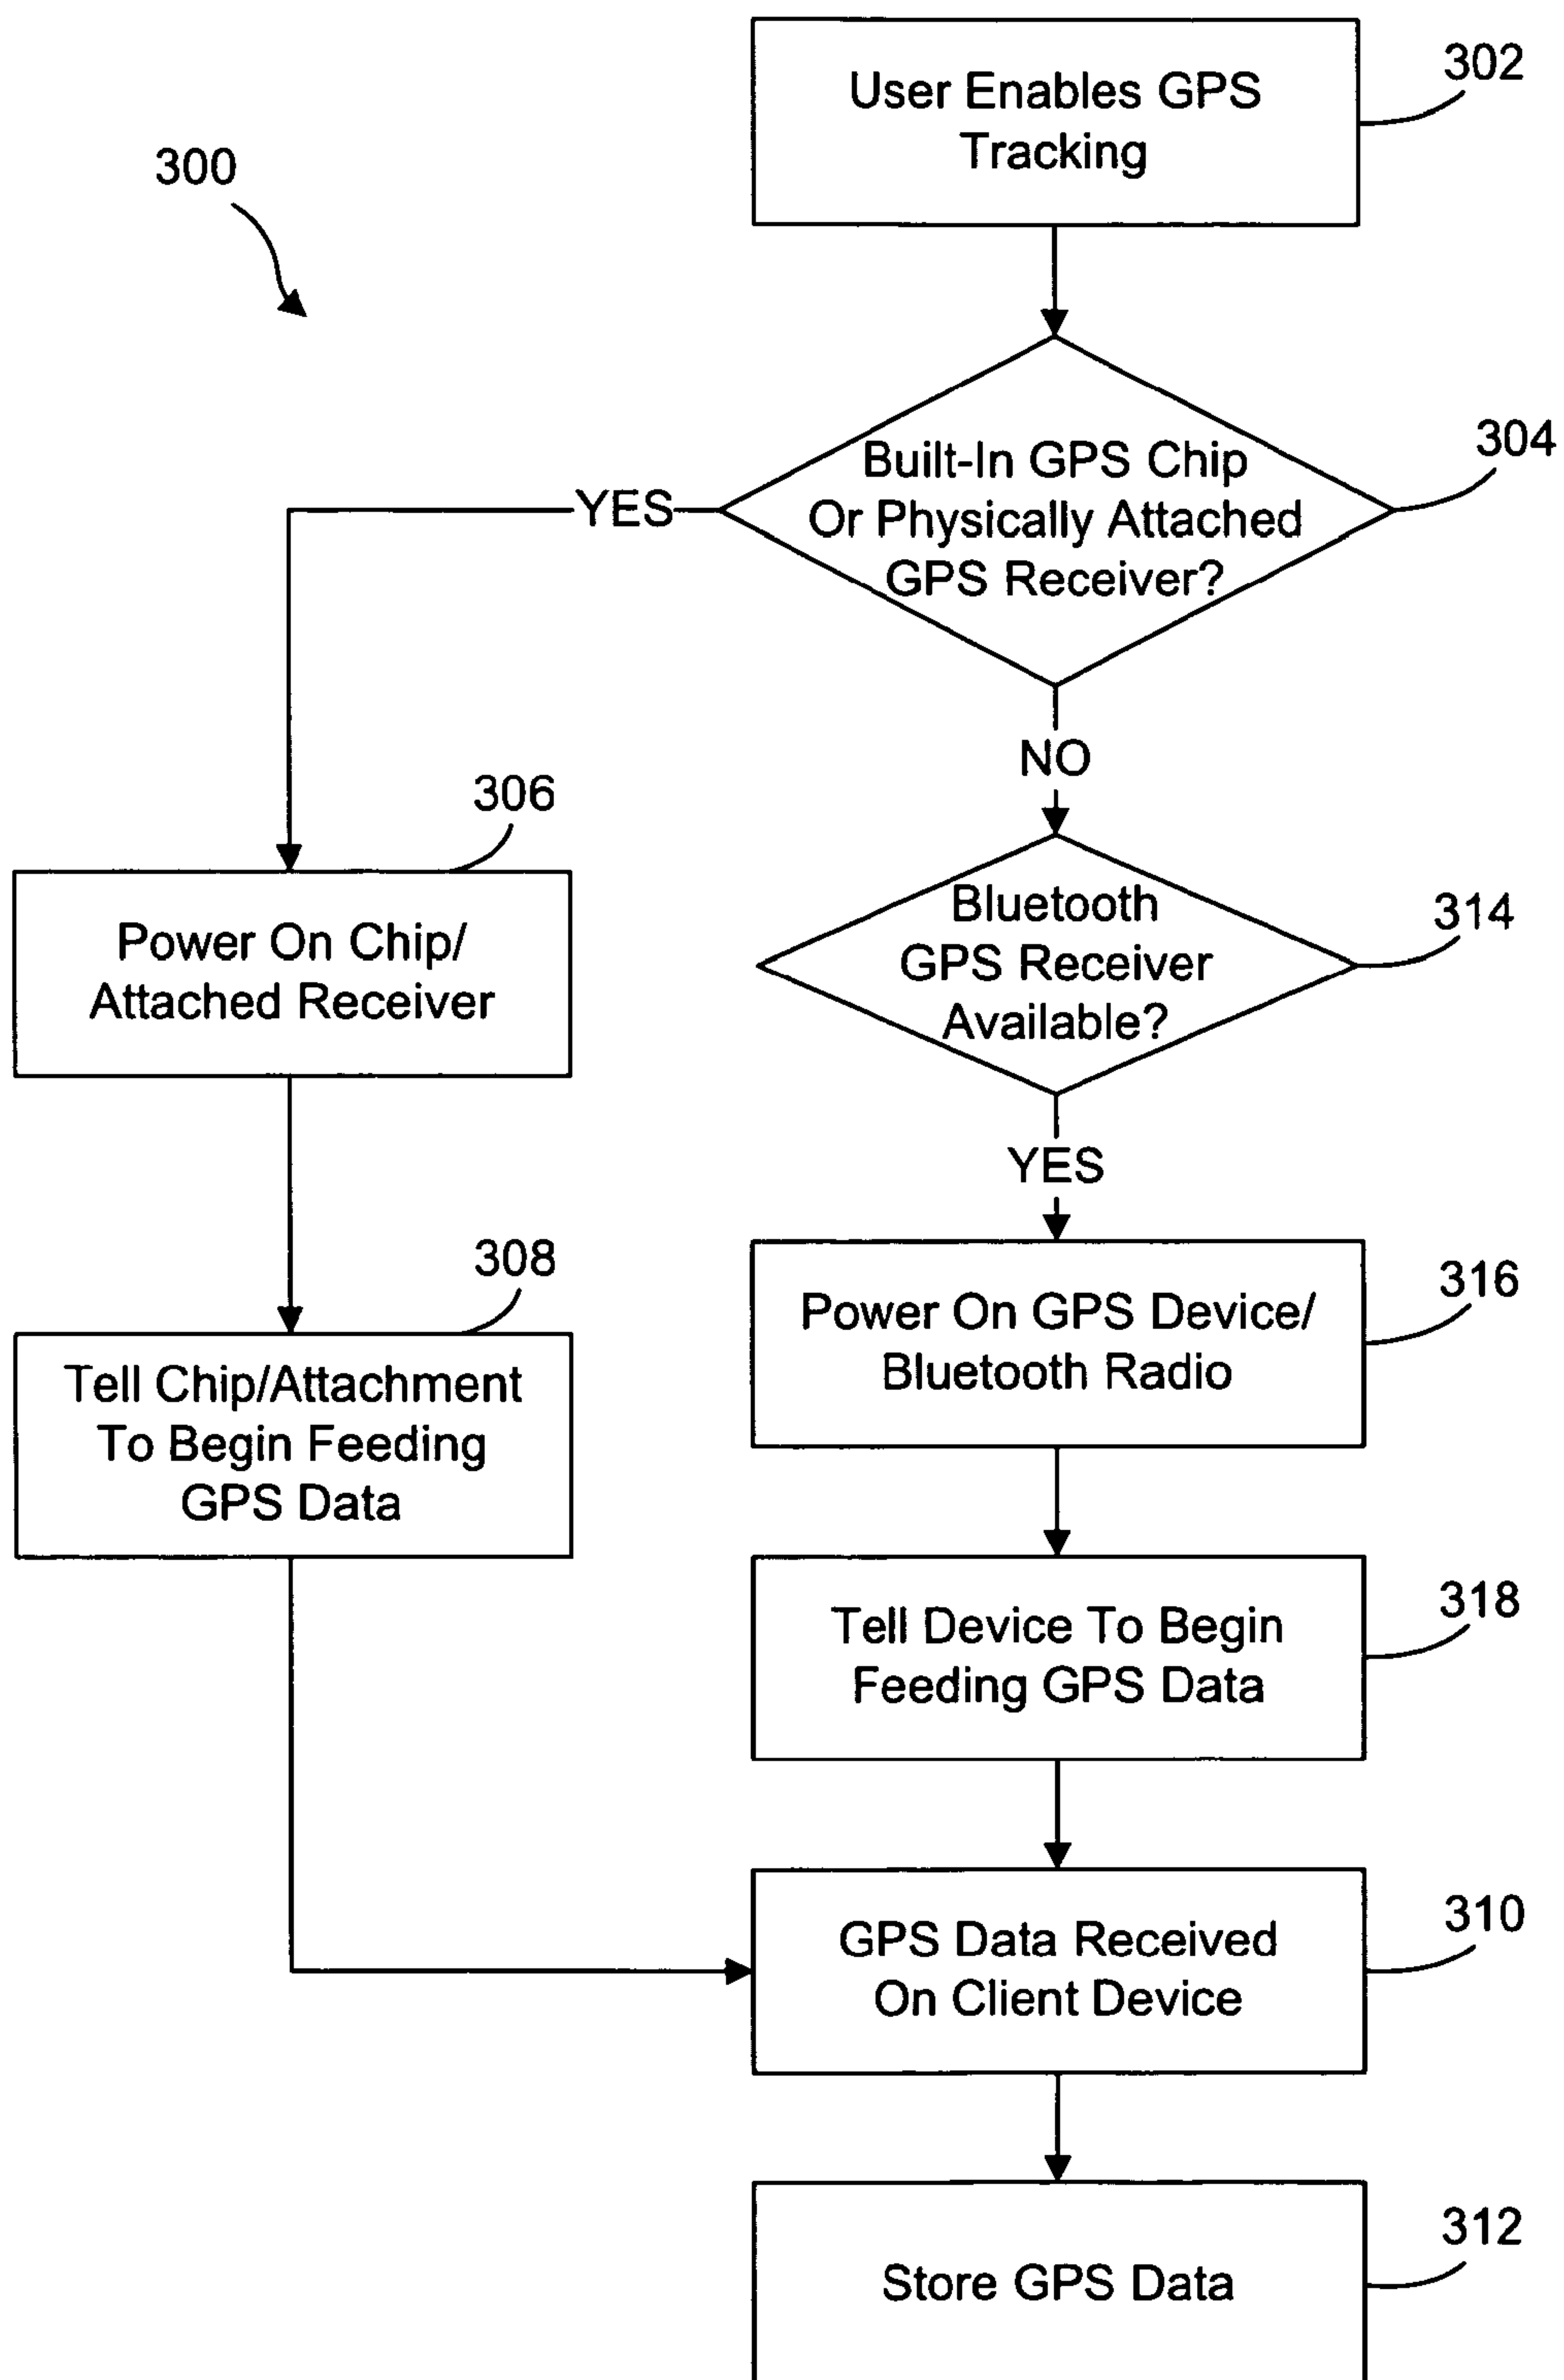 302
User Enables GPS
Tracking
300
304
Built-In GPS Chip
Or Physically Attached
GPS Receiver?
YES
NO
306
Power On Chip/
Attached Receiver
314
Bluetooth
GPS Receiver
Available?
YES
308
Tell Chip/Attachment
To Begin Feeding
GPS Data
316
Power On GPS Device/
Bluetooth Radio
318
Tell Device To Begin
Feeding GPS Data
310
GPS Data Received
On Client Device
312
Store GPS Data